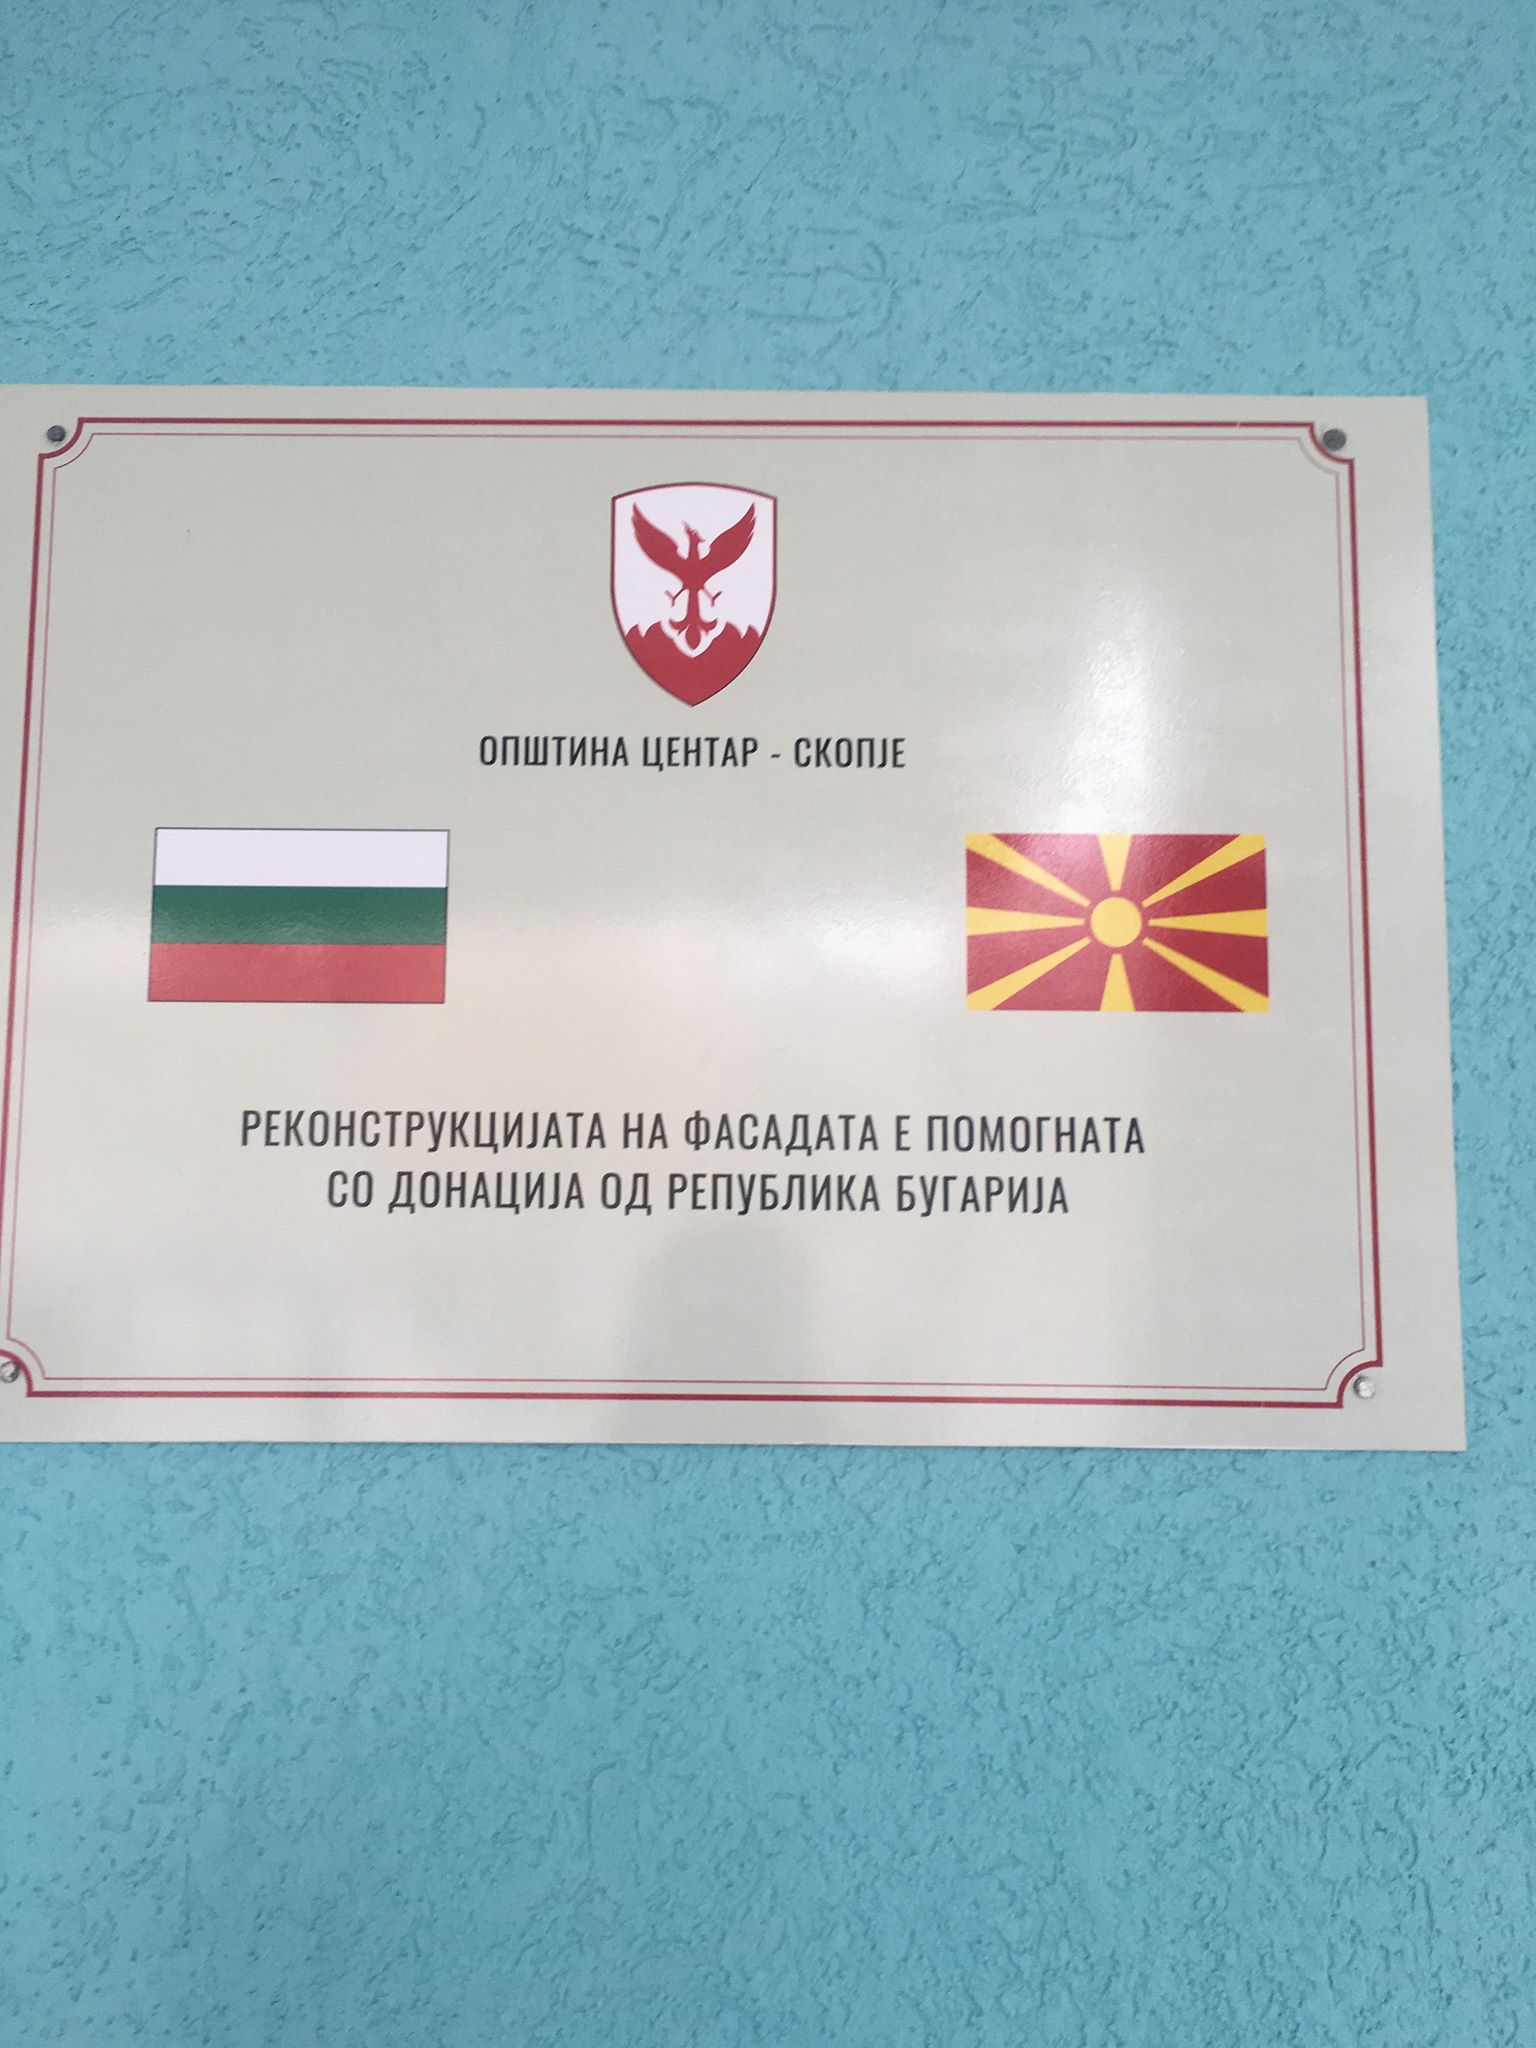 ОПШТИНА ЦЕНТАР - СКОПЈЕ
РЕКОНСТРУКЦИЈАТА НА ФАСАДАТА Е ПОМОГНАТА
СО ДОНАЦИЈА ОД РЕПУБЛИКА БУГАРИЈА